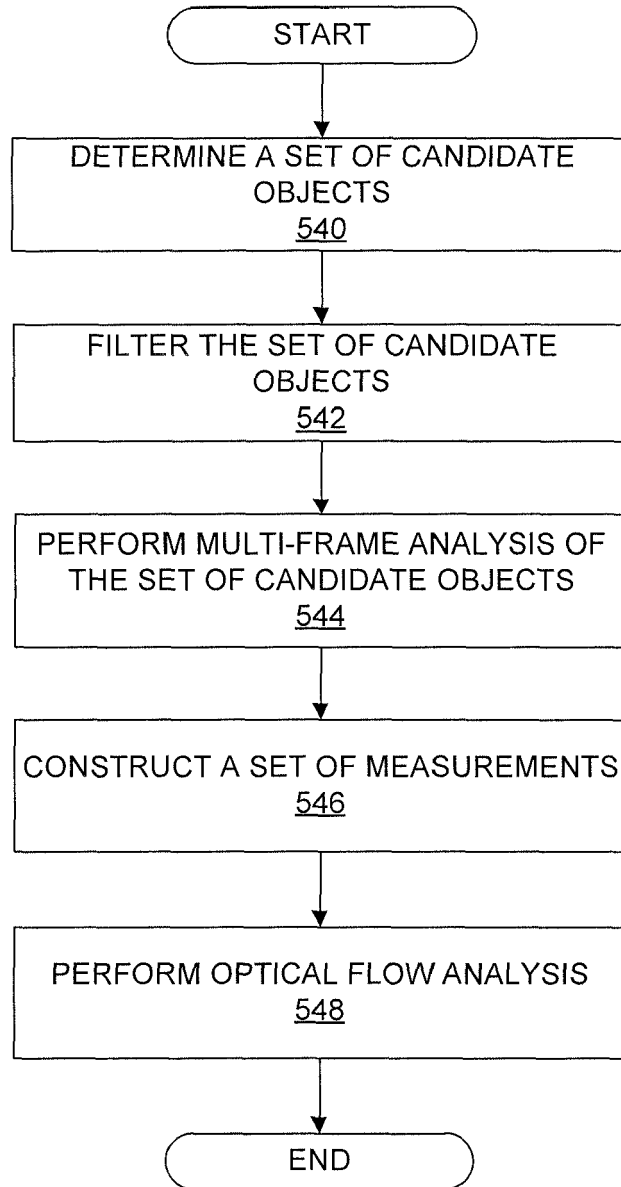 START
DETERMINE A SET OF CANDIDATE
OBJECTS
540
FILTER THE SET OF CANDIDATE
OBJECTS
542
PERFORM MULTI-FRAME ANALYSIS OF
THE SET OF CANDIDATE OBJECTS
544
CONSTRUCT A SET OF MEASUREMENTS
546
PERFORM OPTICAL FLOW ANALYSIS
548
END